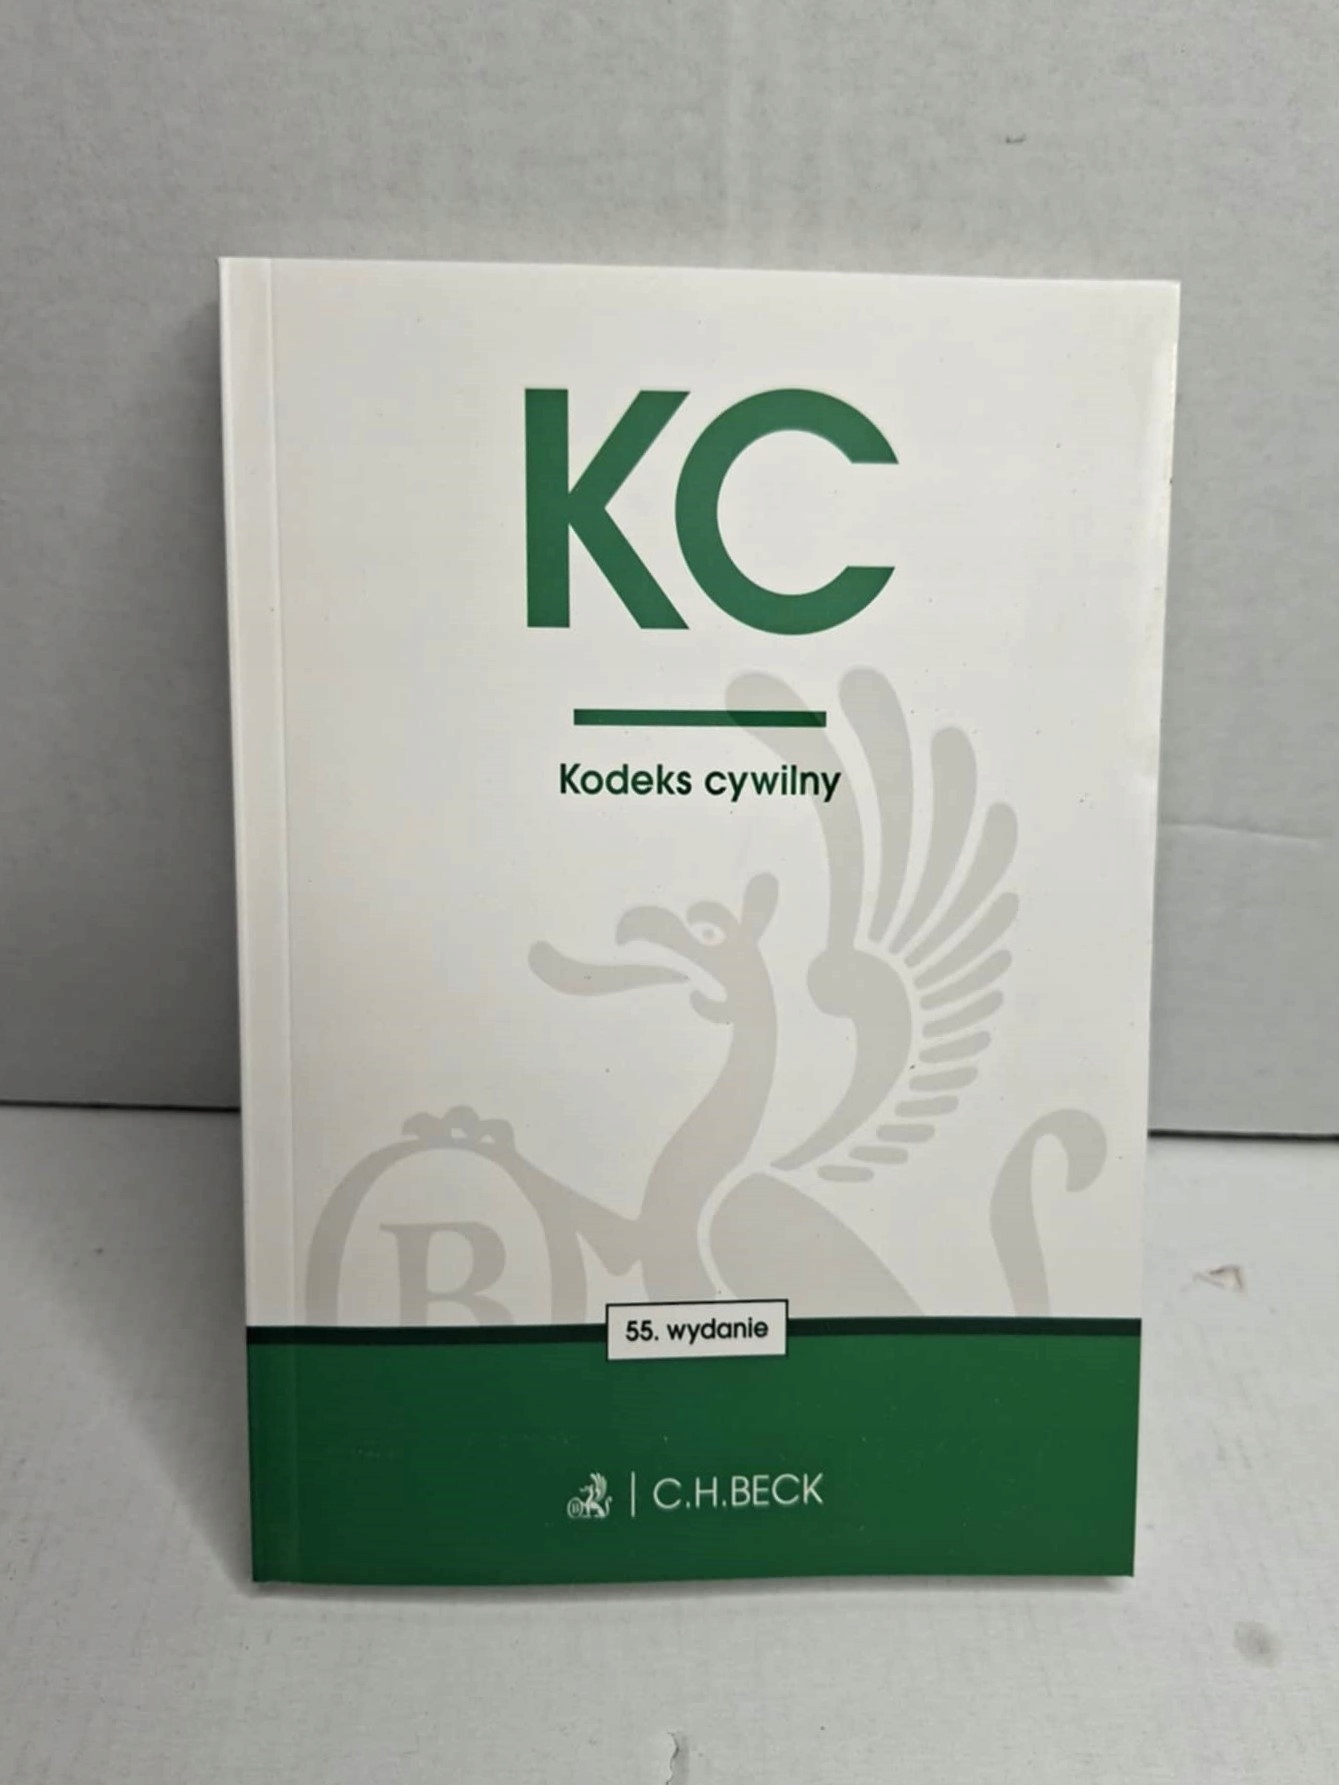 KC
Kodeks cywilny
B
55. wydanie
B | C.H.BECK